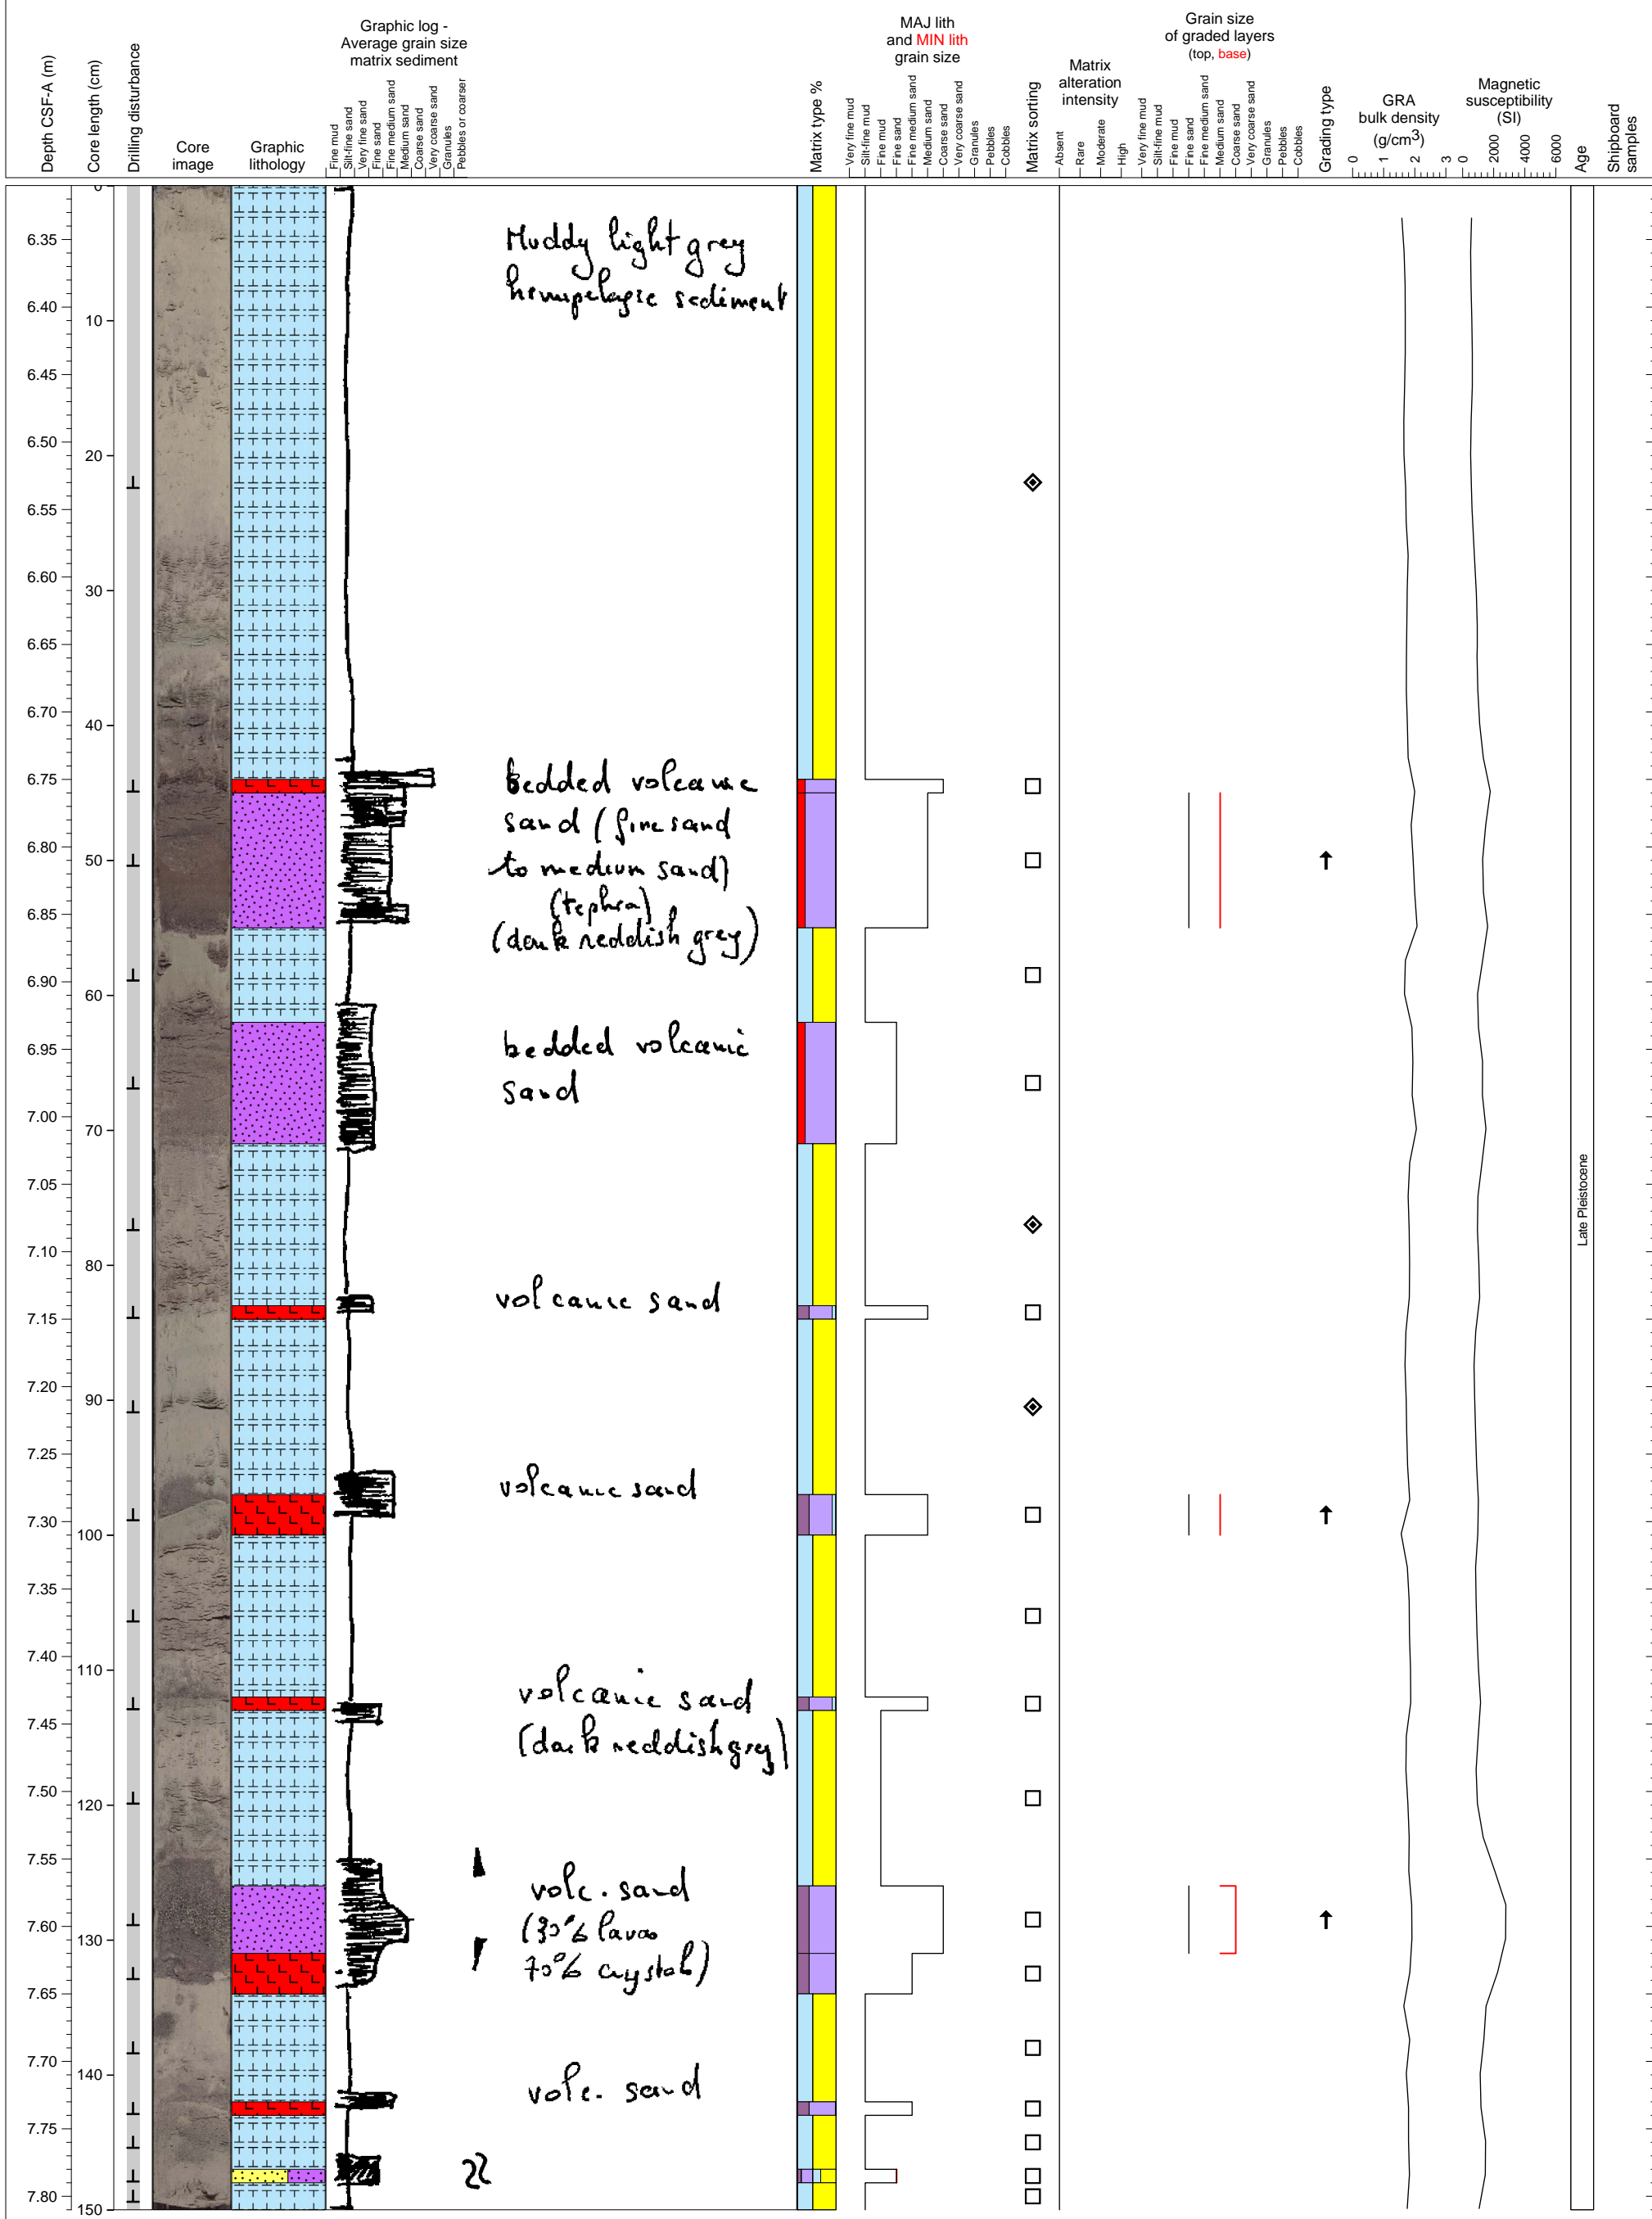 Depth CSF-A (m)
Core length (cm)
Drilling disturbance
Core
image
Graphic
lithology
Graphic log -
Average grain size
matrix sediment
Fine mud
Silt-fine sand
Very fine sand
Fine sand
Fine medium sand
Medium sand
Coarse sand
Very coarse sand
Granules
Pebbles or coarser
Matrix type %
MAJ lith
and MIN lith
grain size
Very fine mud
Silt-fine mud
Fine mud
Fine sand
Fine medium sand
Medium sand
Coarse sand
Very coarse sand
Granules
Pebbles
Cobbles
Matrix sorting
Matrix
alteration
intensity
Absent
Rare
Moderate
High
Grain size
of graded layers
(top, base)
Very fine mud
Silt-fine mud
Fine mud
Fine sand
Fine medium sand
Medium sand
Coarse sand
Very coarse sand
Granules
Pebbles
Cobbles
Grading type
GRA
bulk density
(g/cm3)
0 1 2 3
Magnetic
susceptibility
(SI)
0 2000 4000 6000
Age
Shipboard
samples
0
6.35
6.40
10
6.45
6.50
20
6.55
6.60
30
6.65
6.70
40
6.75
6.80
50
6.85
6.90
60
6.95
7.00
70
7.05
7.10
80
7.15
7.20
90
7.25
7.30
100
7.35
7.40
110
7.45
7.50
120
7.55
7.60
130
7.65
7.70
140
7.75
7.80
150
Muddy light grey
hemipelagic sediment
bedded volcanic
sand (fine sand
to medium sand)
(tephra)
(dark reddish grey)
bedded volcanic
sand
volcanic sand
volcanic sand
volcanic sand
(dark reddish grey)
volc. sand
(30% lavas
70% crystals)
volc. sand
Late Pleistocene